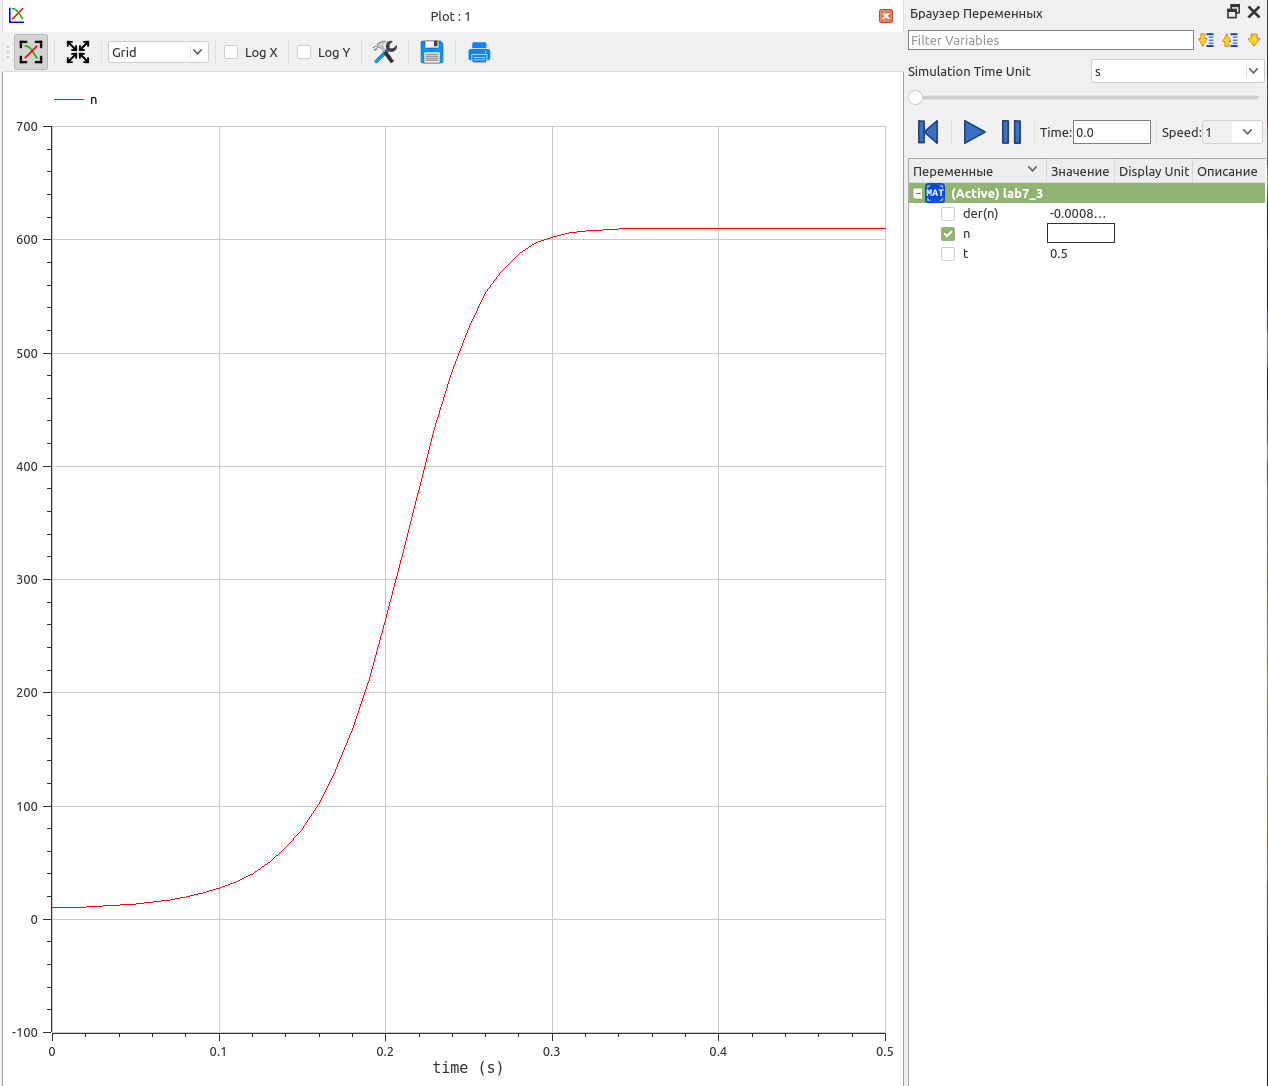 Plot : 1
Grid
Log X
Log Y
n
700
600
500
400
300
200
100
0
-100
0
0.1
0.2
0.3
0.4
0.5
time (s)
Браузер Переменных
Filter Variables
Simulation Time Unit
s
Time: 0.0
Speed: 1
Переменные Значение Display Unit Описание
MAT (Active) lab7_3
der(n) -0.0008...
n
t 0.5